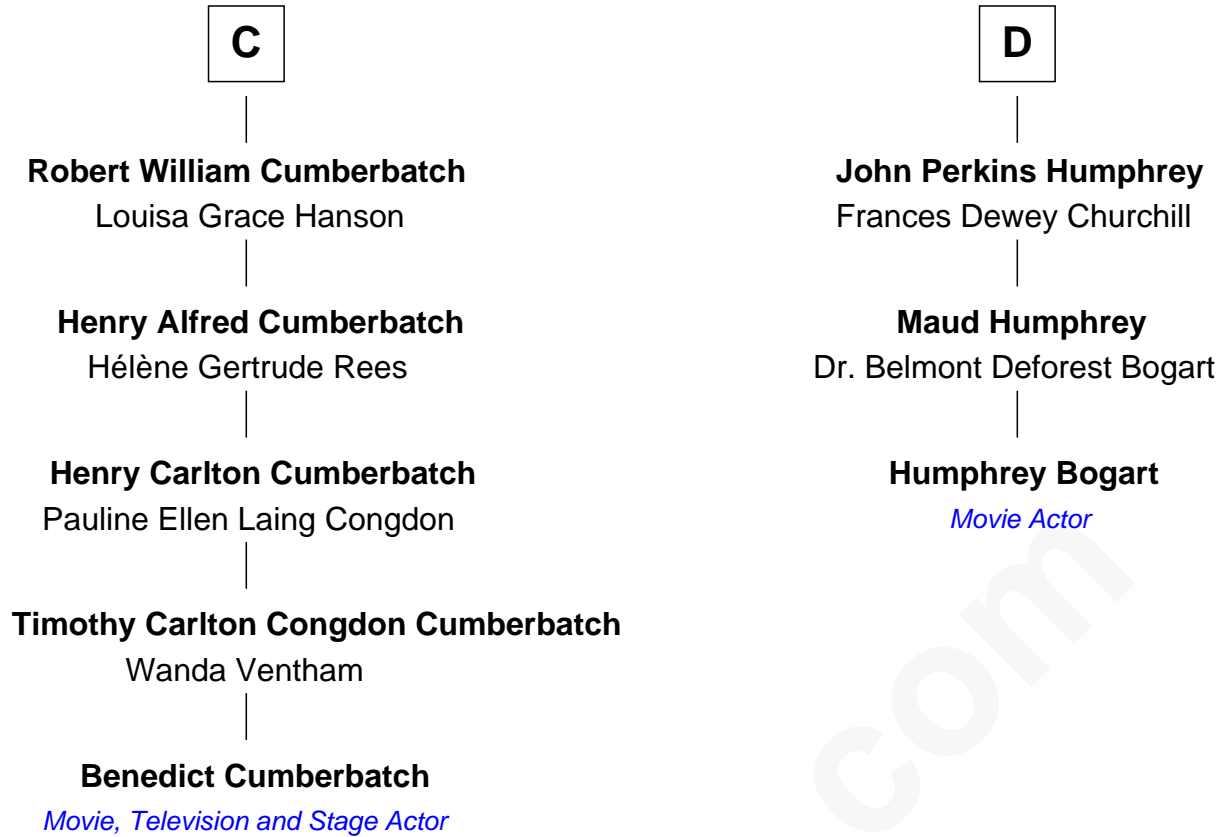 C
Robert William Cumberbatch
Louisa Grace Hanson
Henry Alfred Cumberbatch
Hélène Gertrude Rees
Henry Carlton Cumberbatch
Pauline Ellen Laing Congdon
Timothy Carlton Congdon Cumberbatch
Wanda Ventham
Benedict Cumberbatch
Movie, Television and Stage Actor
D
John Perkins Humphrey
Frances Dewey Churchill
Maud Humphrey
Dr. Belmont Deforest Bogart
Humphrey Bogart
Movie Actor
com